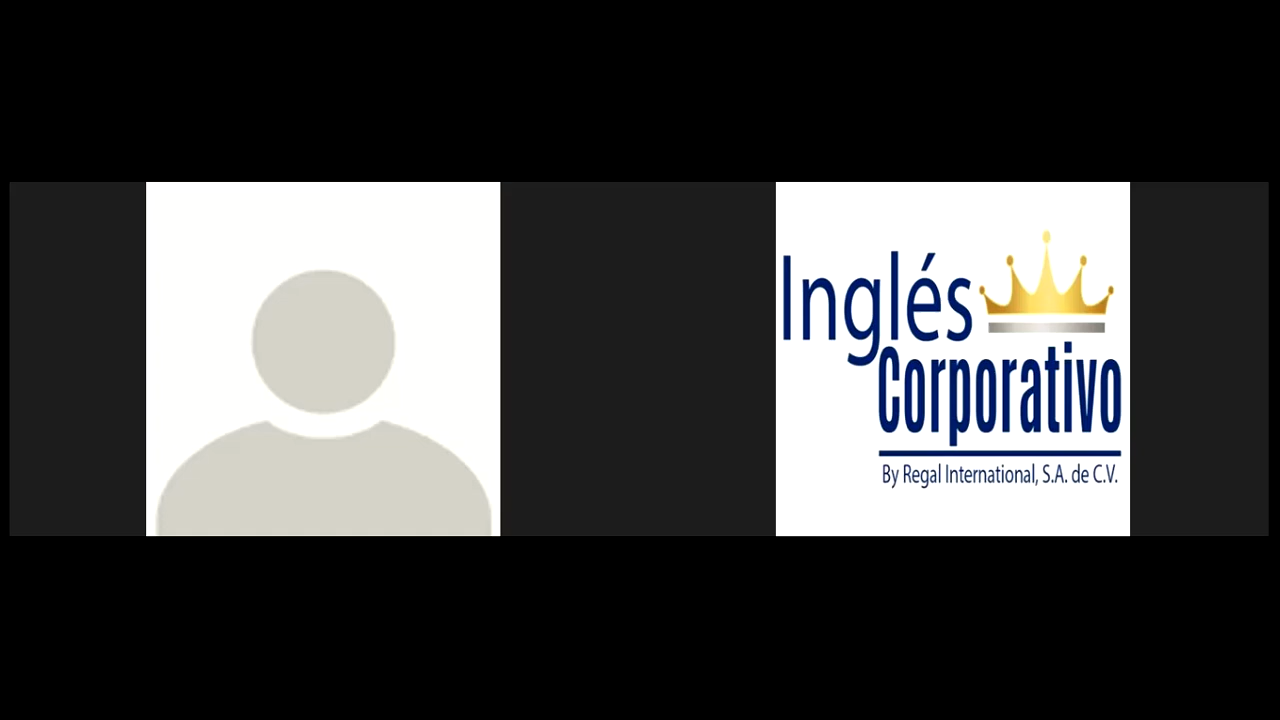 Inglés
Corporativo
By Regal International, S.A. de C.V.